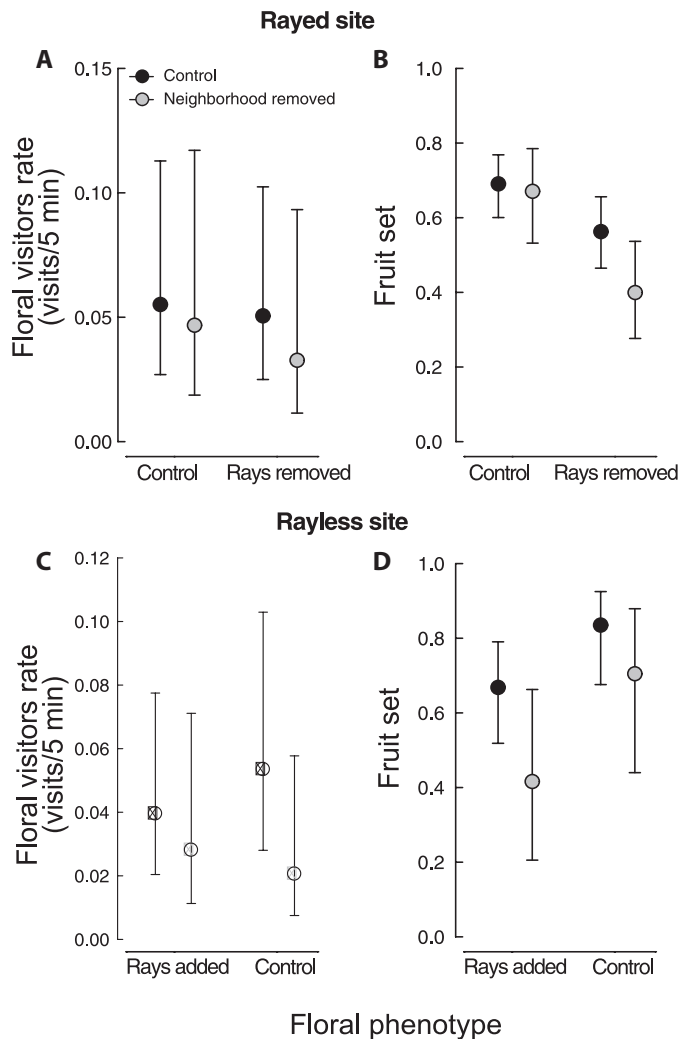 Rayed site
A
B
Control
Neighborhood removed
Floral visitors rate
(visits/5 min)
0.15
0.10
0.05
0.00
Control
Rays removed
Fruit set
1.0
0.8
0.6
0.4
0.2
0.0
Control
Rays removed
Rayless site
C
D
Floral visitors rate
(visits/5 min)
0.12
0.10
0.08
0.06
0.04
0.02
0.00
Rays added
Control
Fruit set
1.0
0.8
0.6
0.4
0.2
0.0
Rays added
Control
Floral phenotype